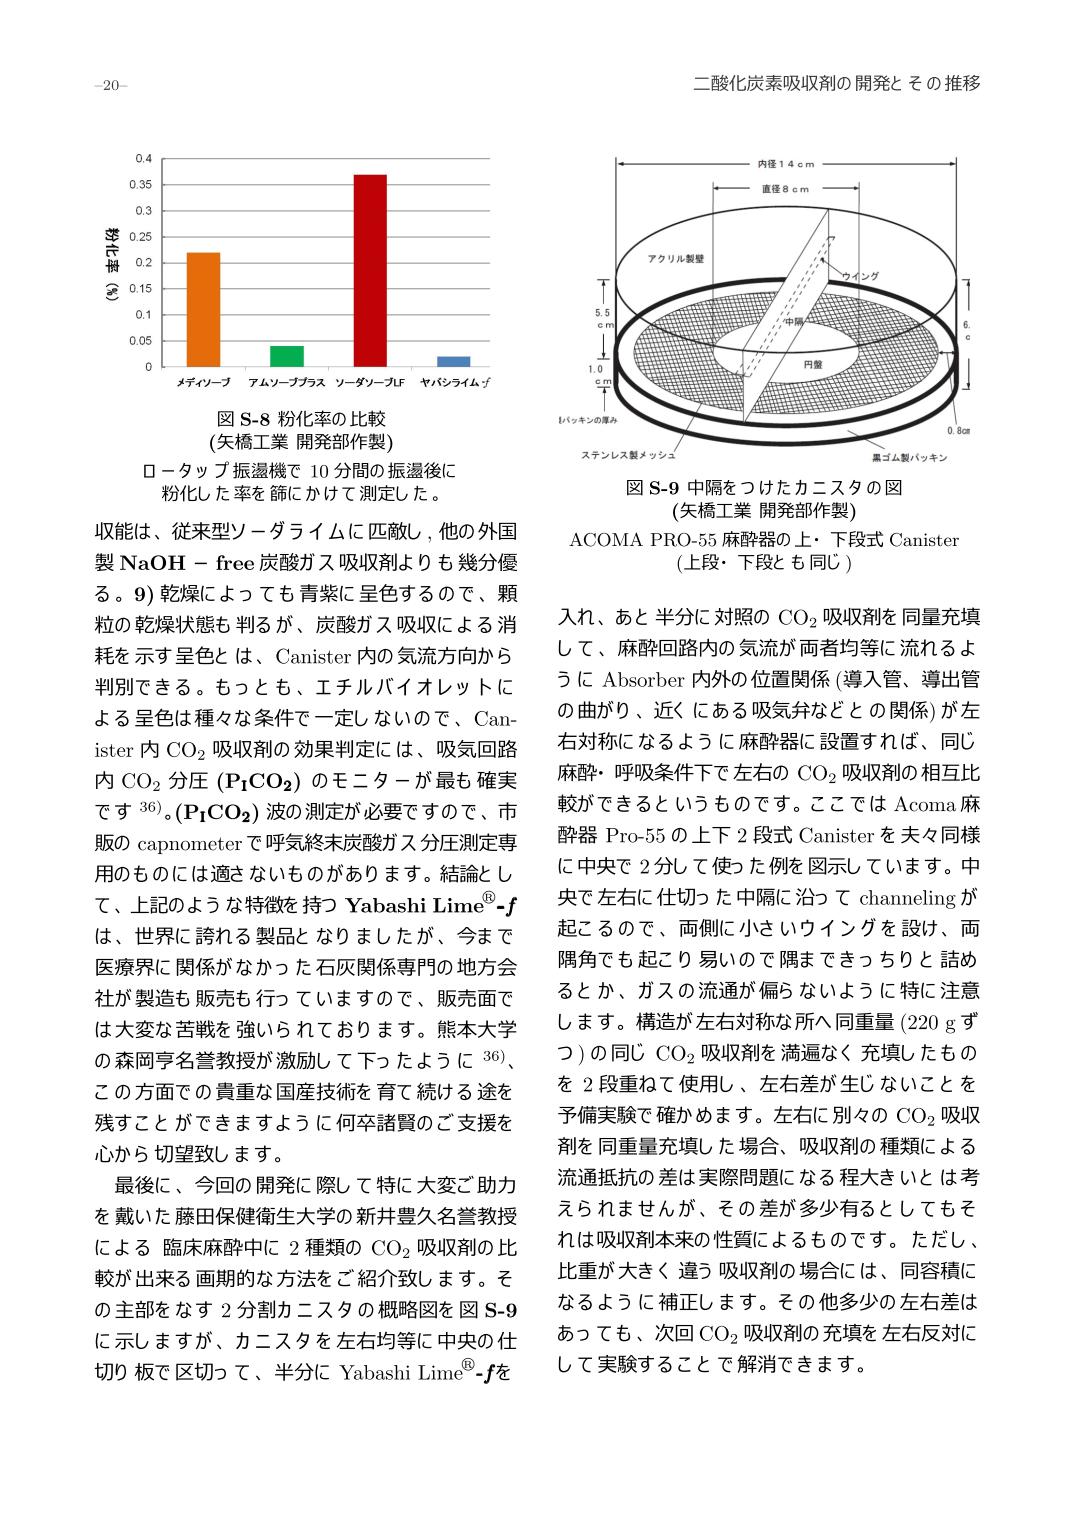 –20–
二酸化炭素吸収剤の開発とその推移
0.4
0.35
0.3
0.25
0.2
0.15
0.1
0.05
0
粉化率 (%)
メディソーブ アムソーブプラス ソーダソーブLF ヤバシライム-f
図 S-8 粉化率の比較
(矢橋工業 開発部作製)
ロータップ振盪機で 10 分間の振盪後に
粉化した率を篩にかけて測定した。
収能は、従来型ソーダライムに匹敵し, 他の外国
製 NaOH − free 炭酸ガス吸収剤よりも幾分優
る。9) 乾燥によっても青紫に呈色するので、顆
粒の乾燥状態も判るが、炭酸ガス吸収による消
耗を示す呈色とは、Canister 内の気流方向から
判別できる。もっとも、エチルバイオレットに
よる呈色は種々な条件で一定しないので、Can-
ister 内 CO2 吸収剤の効果判定には、吸気回路
内 CO2 分圧 (PICO2) のモニターが最も確実
です 36)。(PICO2) 波の測定が必要ですので、市
販の capnometer で呼気終末炭酸ガス分圧測定専
用のものには適さないものがあります。結論とし
て、上記のような特徴を持つ Yabashi Lime®-f
は、世界に誇れる製品となりましたが、今まで
医療界に関係がなかった石灰関係専門の地方会
社が製造も販売も行っていますので、販売面で
は大変な苦戦を強いられております。熊本大学
の森岡亨名誉教授が激励して下ったように 36)、
この方面での貴重な国産技術を育て続ける途を
残すことができますように何卒諸賢のご支援を
心から切望致します。
最後に、今回の開発に際して特に大変ご助力
を戴いた藤田保健衛生大学の新井豊久名誉教授
による 臨床麻酔中に 2 種類の CO2 吸収剤の比
較が出来る画期的な方法をご紹介致します。そ
の主部をなす 2 分割カニスタの概略図を図 S-9
に示しますが、カニスタを左右均等に中央の仕
切り板で区切って、半分に Yabashi Lime®-fを
内径14cm
直径8cm
アクリル製壁
ウイング
中隔
円盤
5.5
cm
1.0
cm
6.
c
パッキンの厚み
0.8cm
ステンレス製メッシュ
黒ゴム製パッキン
図 S-9 中隔をつけたカニスタの図
(矢橋工業 開発部作製)
ACOMA PRO-55 麻酔器の上・下段式 Canister
(上段・下段とも同じ)
入れ、あと半分に対照の CO2 吸収剤を同量充填
して、麻酔回路内の気流が両者均等に流れるよ
うに Absorber 内外の位置関係 (導入管、導出管
の曲がり、近くにある吸気弁などとの関係) が左
右対称になるように麻酔器に設置すれば、同じ
麻酔・呼吸条件下で左右の CO2 吸収剤の相互比
較ができるというものです。ここでは Acoma 麻
酔器 Pro-55 の上下 2 段式 Canister を夫々同様
に中央で 2 分して使った例を図示しています。中
央で左右に仕切った中隔に沿って channeling が
起こるので、両側に小さいウイングを設け、両
隅角でも起こり易いので隅まできっちりと詰め
るとか、ガスの流通が偏らないように特に注意
します。構造が左右対称な所へ同重量 (220 g ず
つ) の同じ CO2 吸収剤を満遍なく充填したもの
を 2 段重ねて使用し、左右差が生じないことを
予備実験で確かめます。左右に別々の CO2 吸収
剤を同重量充填した場合、吸収剤の種類による
流通抵抗の差は実際問題になる程大きいとは考
えられませんが、その差が多少有るとしてもそ
れは吸収剤本来の性質によるものです。ただし、
比重が大きく違う吸収剤の場合には、同容積に
なるように補正します。その他多少の左右差は
あっても、次回 CO2 吸収剤の充填を左右反対に
して実験することで解消できます。